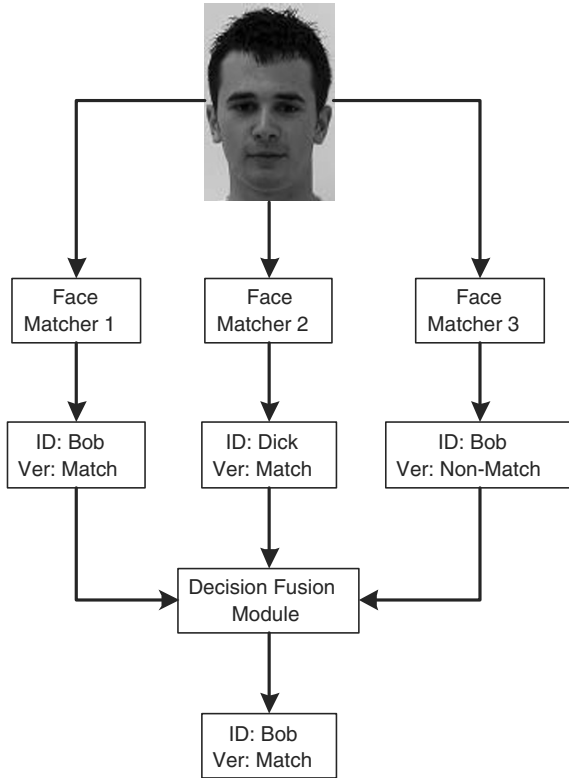 Face
Matcher 1
Face
Matcher 2
Face
Matcher 3
ID: Bob
Ver: Match
ID: Dick
Ver: Match
ID: Bob
Ver: Non-Match
Decision Fusion
Module
ID: Bob
Ver: Match